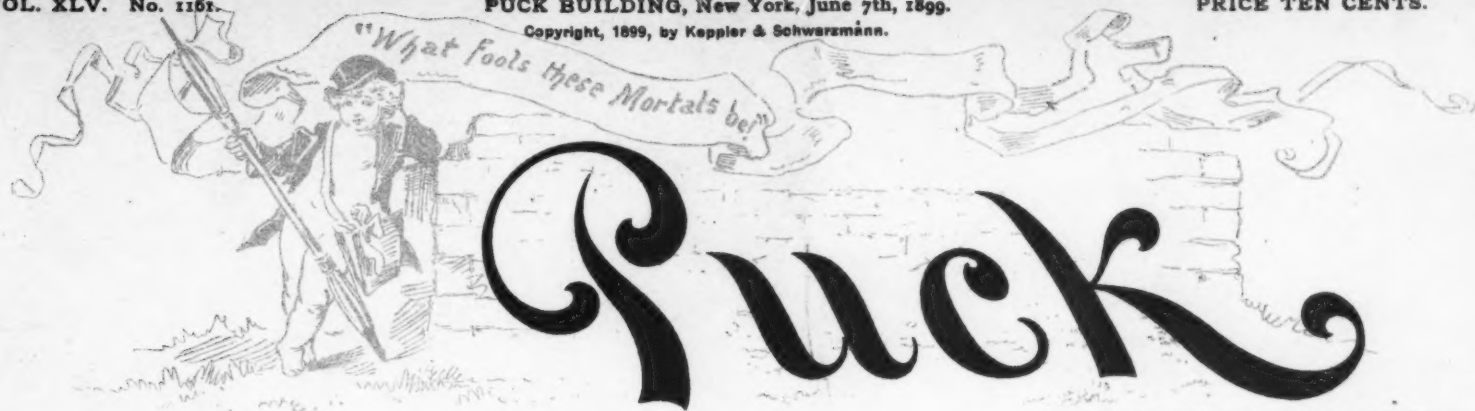 VOL. XLV. No. 1161.
PUCK BUILDING, New York, June 7th, 1899.
PRICE TEN CENTS.
Copyright, 1899, by Keppler & Schwarzmann.
"What fools these Mortals be!"
Puck